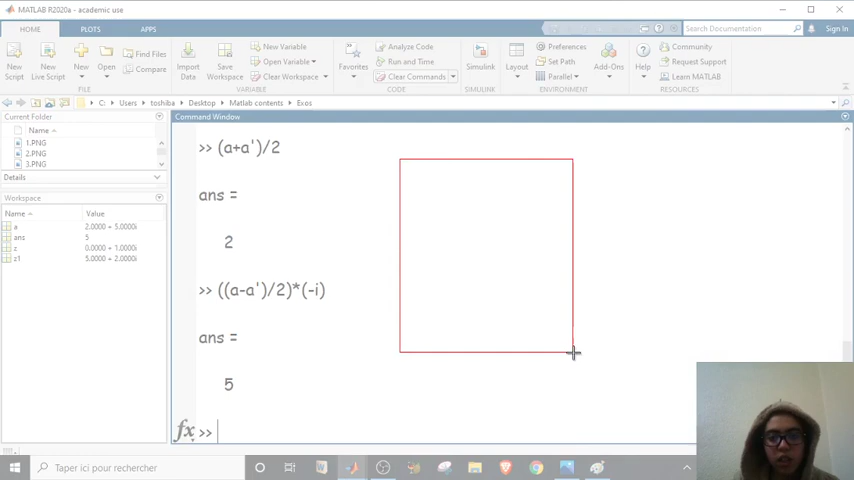 MATLAB R2020a - academic use
HOME
PLOTS
APPS
Search Documentation
Sign In
New Script
New Live Script
New
Open
Find Files
Compare
FILE
Import Data
Save Workspace
New Variable
Open Variable
Clear Workspace
VARIABLE
Favorites
Analyze Code
Run and Time
Clear Commands
CODE
Simulink
SIMULINK
Layout
Preferences
Set Path
Parallel
Add-Ons
ENVIRONMENT
Community
Request Support
Learn MATLAB
RESOURCES
C: Users toshiba Desktop Matlab contents Exos
Current Folder
Name
1.PNG
2.PNG
3.PNG
Details
Workspace
Name Value
a 2.0000 + 5.0000i
ans 5
z 0.0000 + 1.0000i
z1 5.0000 + 2.0000i
Command Window
>> (a+a')/2
ans =
2
>> ((a-a')/2)*(-i)
ans =
5
fx >>
Taper ici pour rechercher